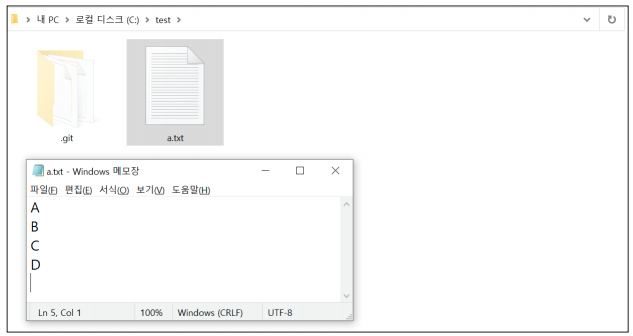 내 PC > 로컬 디스크 (C:) > test >
.git
a.txt
a.txt - Windows 메모장
파일(F) 편집(E) 서식(O) 보기(V) 도움말(H)
A
B
C
D
Ln 5, Col 1 100% Windows (CRLF) UTF-8